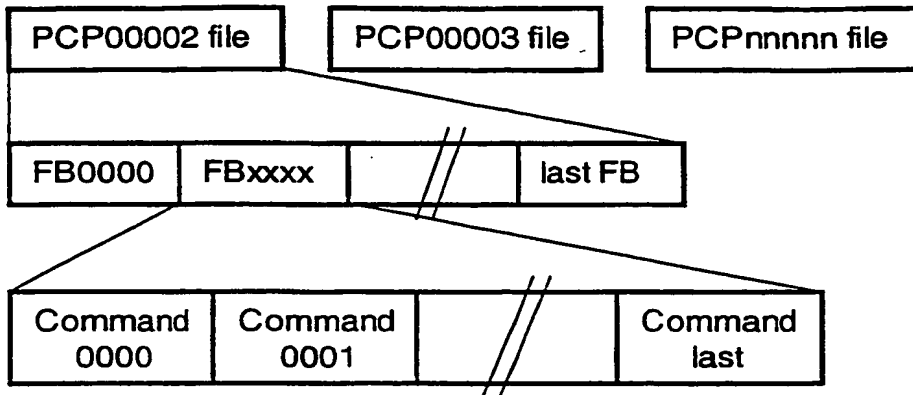 PCP00002 file PCP00003 file PCPnnnnn file
FB0000 FBxxxx last FB
Command Command Command
0000 0001 last